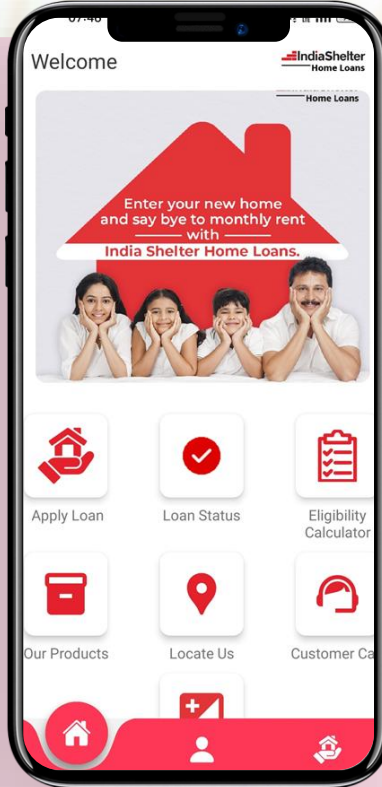 Welcome
IndiaShelter
Home Loans
Home Loans
Enter your new home
and say bye to monthly rent
with
India Shelter Home Loans.
Apply Loan
Loan Status
Eligibility
Calculator
Our Products
Locate Us
Customer Ca